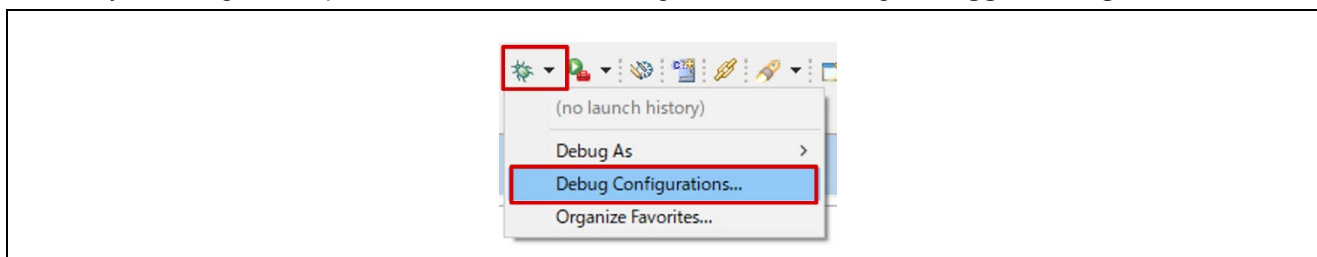 (no launch history)
Debug As
Debug Configurations...
Organize Favorites...